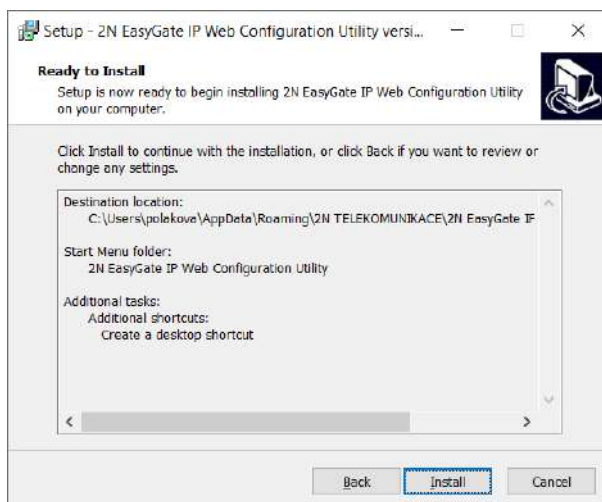 Setup - 2N EasyGate IP Web Configuration Utility versi...
Ready to Install
Setup is now ready to begin installing 2N EasyGate IP Web Configuration Utility
on your computer.
Click Install to continue with the installation, or click Back if you want to review or
change any settings.
Destination location:
C:\Users\polakova\AppData\Roaming\2N TELEKOMUNIKACE\2N EasyGate IP
Start Menu folder:
2N EasyGate IP Web Configuration Utility
Additional tasks:
Additional shortcuts:
Create a desktop shortcut
Back
Install
Cancel